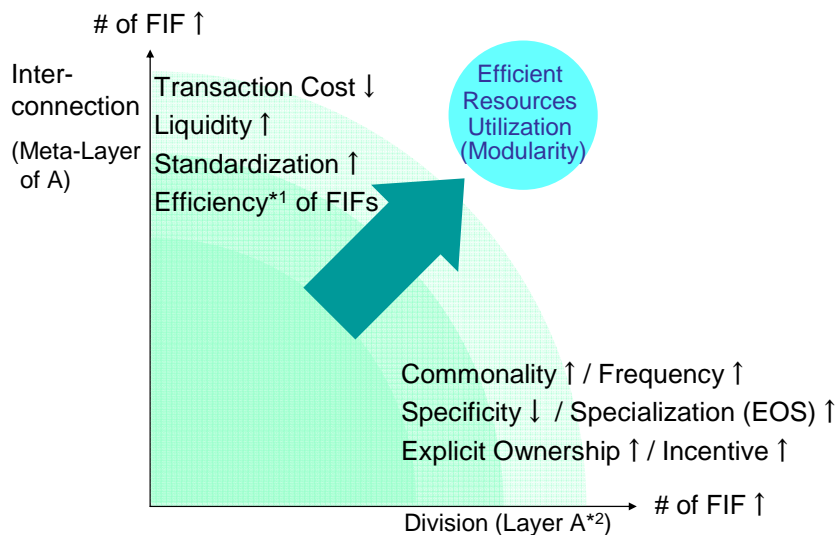 # of FIF ↑
Inter-
connection
(Meta-Layer
of A)
Transaction Cost ↓
Liquidity ↑
Standardization ↑
Efficiency*1 of FIFs
Efficient
Resources
Utilization
(Modularity)
Commonality ↑ / Frequency ↑
Specificity ↓ / Specialization (EOS) ↑
Explicit Ownership ↑ / Incentive ↑
Division (Layer A*2)
# of FIF ↑